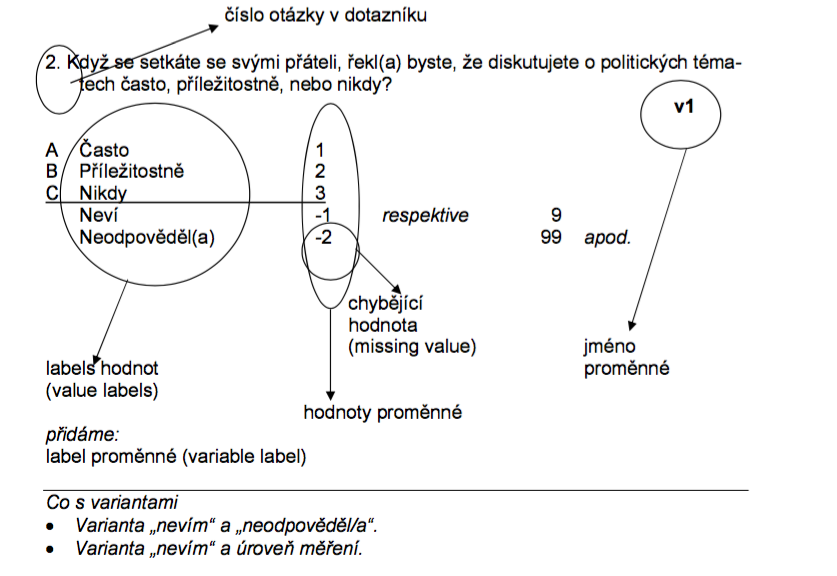 číslo otázky v dotazníku
2. Když se setkáte se svými přáteli, řekl(a) byste, že diskutujete o politických téma-
tech často, příležitostně, nebo nikdy?
v1
A Často 1
B Příležitostně 2
C Nikdy 3
Neví -1 respektive 9
Neodpověděl(a) -2 99 apod.
chybějící
hodnota
(missing value)
jméno
proměnné
labels hodnot
(value labels)
hodnoty proměnné
přidáme:
label proměnné (variable label)
Co s variantami
• Varianta „nevím“ a „neodpověděl/a“.
• Varianta „nevím“ a úroveň měření.